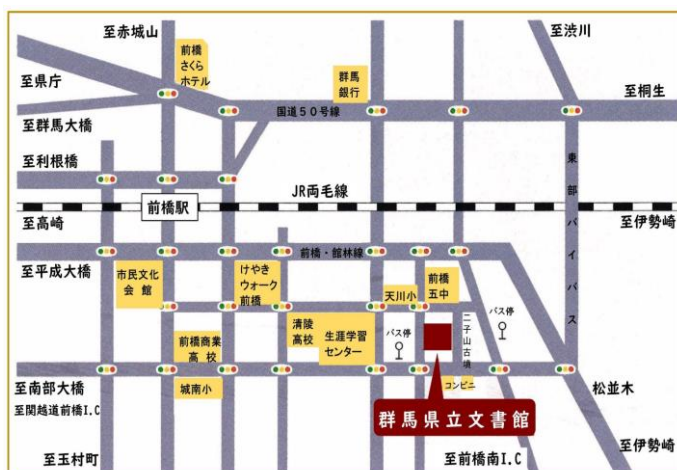 至赤城山
至渋川
前橋
さくら
ホテル
至県庁
群馬
銀行
至桐生
国道50号線
至群馬大橋
至利根橋
東部バイパス
JR両毛線
前橋駅
至高崎
至伊勢崎
前橋・館林線
至平成大橋
市民文化
会館
けやき
ウォーク
前橋
前橋
五中
天川小
バス停
二子山古墳
清陵
高校
生涯学習
センター
バス停
前橋商業
高校
至南部大橋
城南小
コンビニ
松並木
至関越道前橋I.C
群馬県立文書館
至伊勢崎
至玉村町
至前橋南I.C